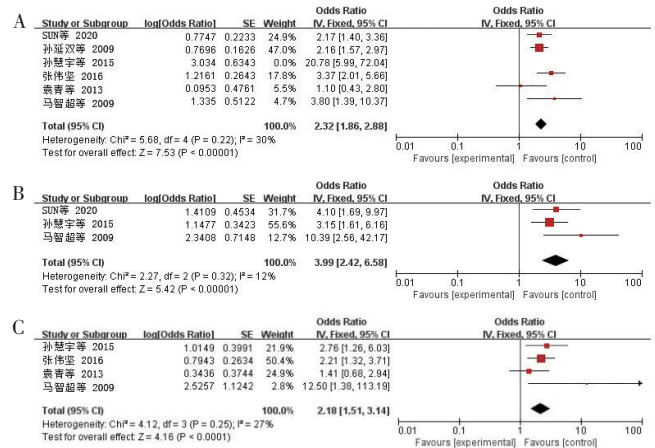 A
Odds Ratio Odds Ratio
Study or Subgroup log[Odds Ratio] SE Weight IV, Fixed, 95% CI IV, Fixed, 95% CI
SUN等 2020 0.7747 0.2233 24.9% 2.17 [1.40, 3.36]
孙延双等 2009 0.7696 0.1626 47.0% 2.16 [1.57, 2.97]
孙慧宇等 2015 3.034 0.6343 0.0% 20.78 [5.99, 72.04]
张伟坚 2016 1.2161 0.2643 17.8% 3.37 [2.01, 5.66]
袁青等 2013 0.0953 0.4761 5.5% 1.10 [0.43, 2.80]
马智超等 2009 1.335 0.5122 4.7% 3.80 [1.39, 10.37]
Total (95% CI) 100.0% 2.32 [1.86, 2.88]
Heterogeneity: Chi² = 5.68, df = 4 (P = 0.22); I² = 30%
Test for overall effect: Z = 7.53 (P < 0.00001)
0.01 0.1 1 10 100
Favours [experimental] Favours [control]
B
Odds Ratio Odds Ratio
Study or Subgroup log[Odds Ratio] SE Weight IV, Fixed, 95% CI IV, Fixed, 95% CI
SUN等 2020 1.4109 0.4534 31.7% 4.10 [1.69, 9.97]
孙慧宇等 2015 1.1477 0.3423 55.6% 3.15 [1.61, 6.16]
马智超等 2009 2.3408 0.7148 12.7% 10.39 [2.56, 42.17]
Total (95% CI) 100.0% 3.99 [2.42, 6.58]
Heterogeneity: Chi² = 2.27, df = 2 (P = 0.32); I² = 12%
Test for overall effect: Z = 5.42 (P < 0.00001)
0.01 0.1 1 10 100
Favours [experimental] Favours [control]
C
Odds Ratio Odds Ratio
Study or Subgroup log[Odds Ratio] SE Weight IV, Fixed, 95% CI IV, Fixed, 95% CI
孙慧宇等 2015 1.0149 0.3991 21.9% 2.76 [1.26, 6.03]
张伟坚 2016 0.7943 0.2634 50.4% 2.21 [1.32, 3.71]
袁青等 2013 0.3436 0.3744 24.9% 1.41 [0.68, 2.94]
马智超等 2009 2.5257 1.1242 2.8% 12.50 [1.38, 113.19]
Total (95% CI) 100.0% 2.18 [1.51, 3.14]
Heterogeneity: Chi² = 4.12, df = 3 (P = 0.25); I² = 27%
Test for overall effect: Z = 4.16 (P < 0.0001)
0.01 0.1 1 10 100
Favours [experimental] Favours [control]